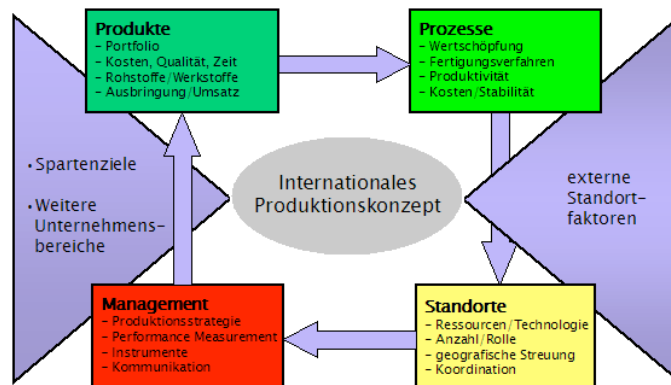 Produkte
– Portfolio
– Kosten, Qualität, Zeit
– Rohstoffe/Werkstoffe
– Ausbringung/Umsatz
Prozesse
– Wertschöpfung
– Fertigungsverfahren
– Produktivität
– Kosten/Stabilität
• Spartenziele
• Weitere
Unternehmens-
bereiche
Internationales
Produktionskonzept
externe
Standort-
faktoren
Management
– Produktionsstrategie
– Performance Measurement
– Instrumente
– Kommunikation
Standorte
– Ressourcen/Technologie
– Anzahl/Rolle
– geografische Streuung
– Koordination